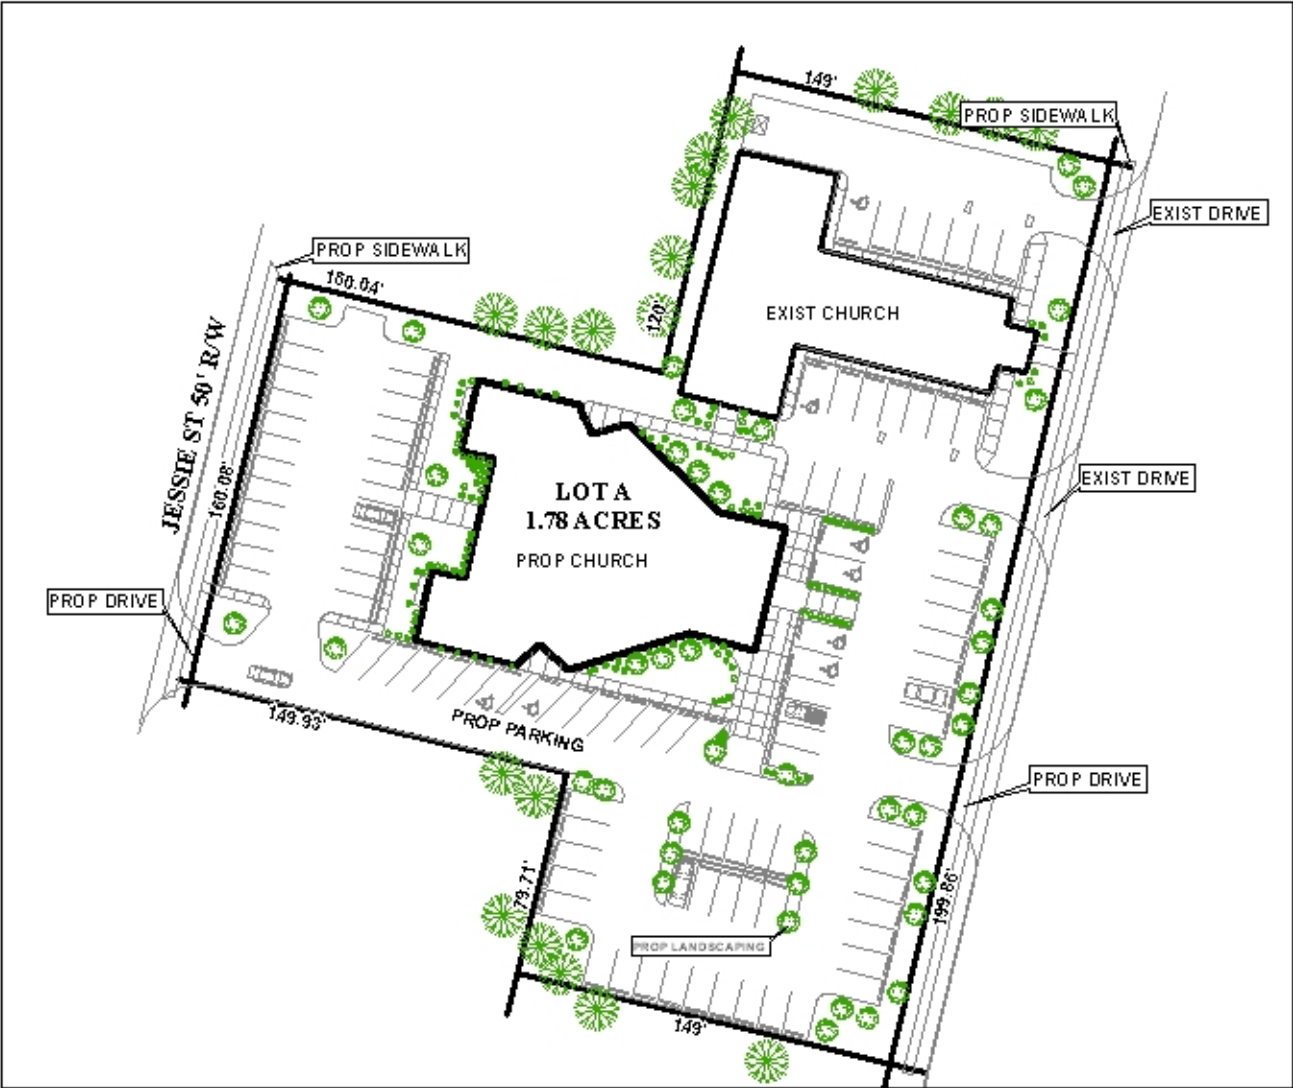 149'
PROP SIDEWALK
EXIST DRIVE
PROP SIDEWALK
160.04'
120'
EXIST CHURCH
JESSIE ST 50' R/W
160.08'
EXIST DRIVE
LOT A
1.78 ACRES
PROP CHURCH
PROP DRIVE
149.93'
PROP PARKING
PROP DRIVE
79.71'
199.86'
PROP LANDSCAPING
149'